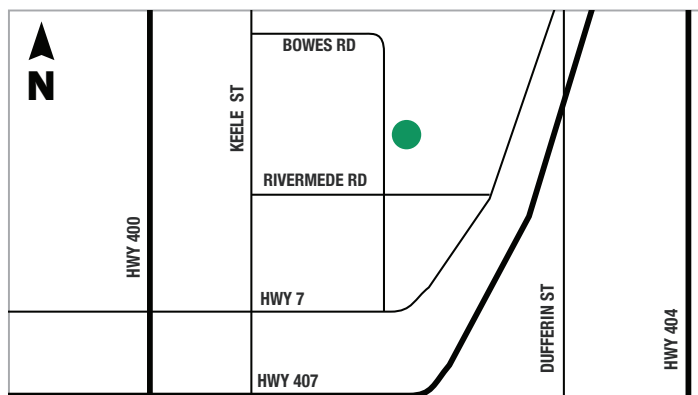 BOWES RD
N
KEELE ST
RIVERMEDE RD
HWY 400
HWY 7
DUFFERIN ST
HWY 404
HWY 407